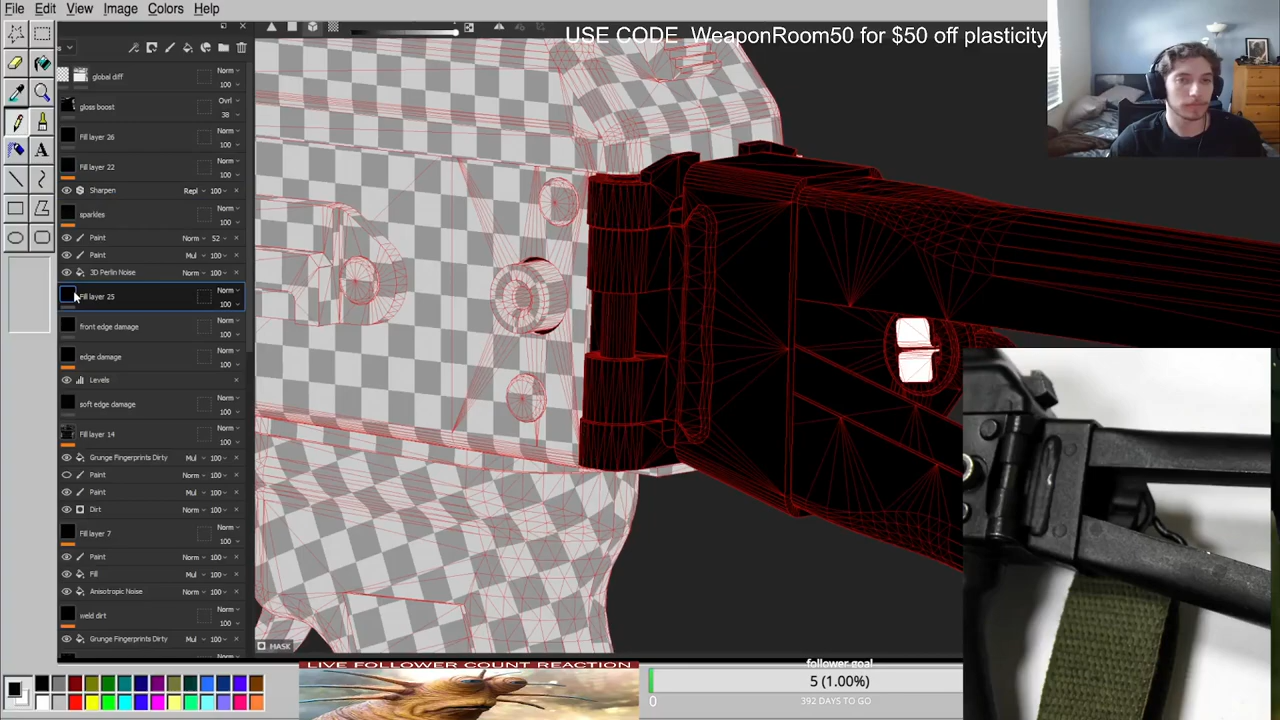 File Edit View Image Colors Help
USE CODE WeaponRoom50 for $50 off plasticity
global diff Norm 100
gloss boost Ovrl 38
Fill layer 26 Norm 100
Fill layer 22 Norm 100
Sharpen Repl 100
sparkles Norm 100
Paint Norm 52
Paint Mul 100
3D Perlin Noise Norm 100
Fill layer 25 Norm 100
front edge damage Norm 100
edge damage Norm 100
Levels
soft edge damage Norm 100
Fill layer 14 Norm 100
Grunge Fingerprints Dirty Mul 100
Paint Norm 100
Paint Mul 100
Dirt Mul 100
Fill layer 7 Norm 100
Paint Mul 100
Fill Mul 100
Anisotropic Noise Mul 100
weld dirt Norm 100
Grunge Fingerprints Dirty Mul 100
MASK
LIVE FOLLOWER COUNT REACTION
follower goal
5 (1.00%)
0 392 DAYS TO GO
A